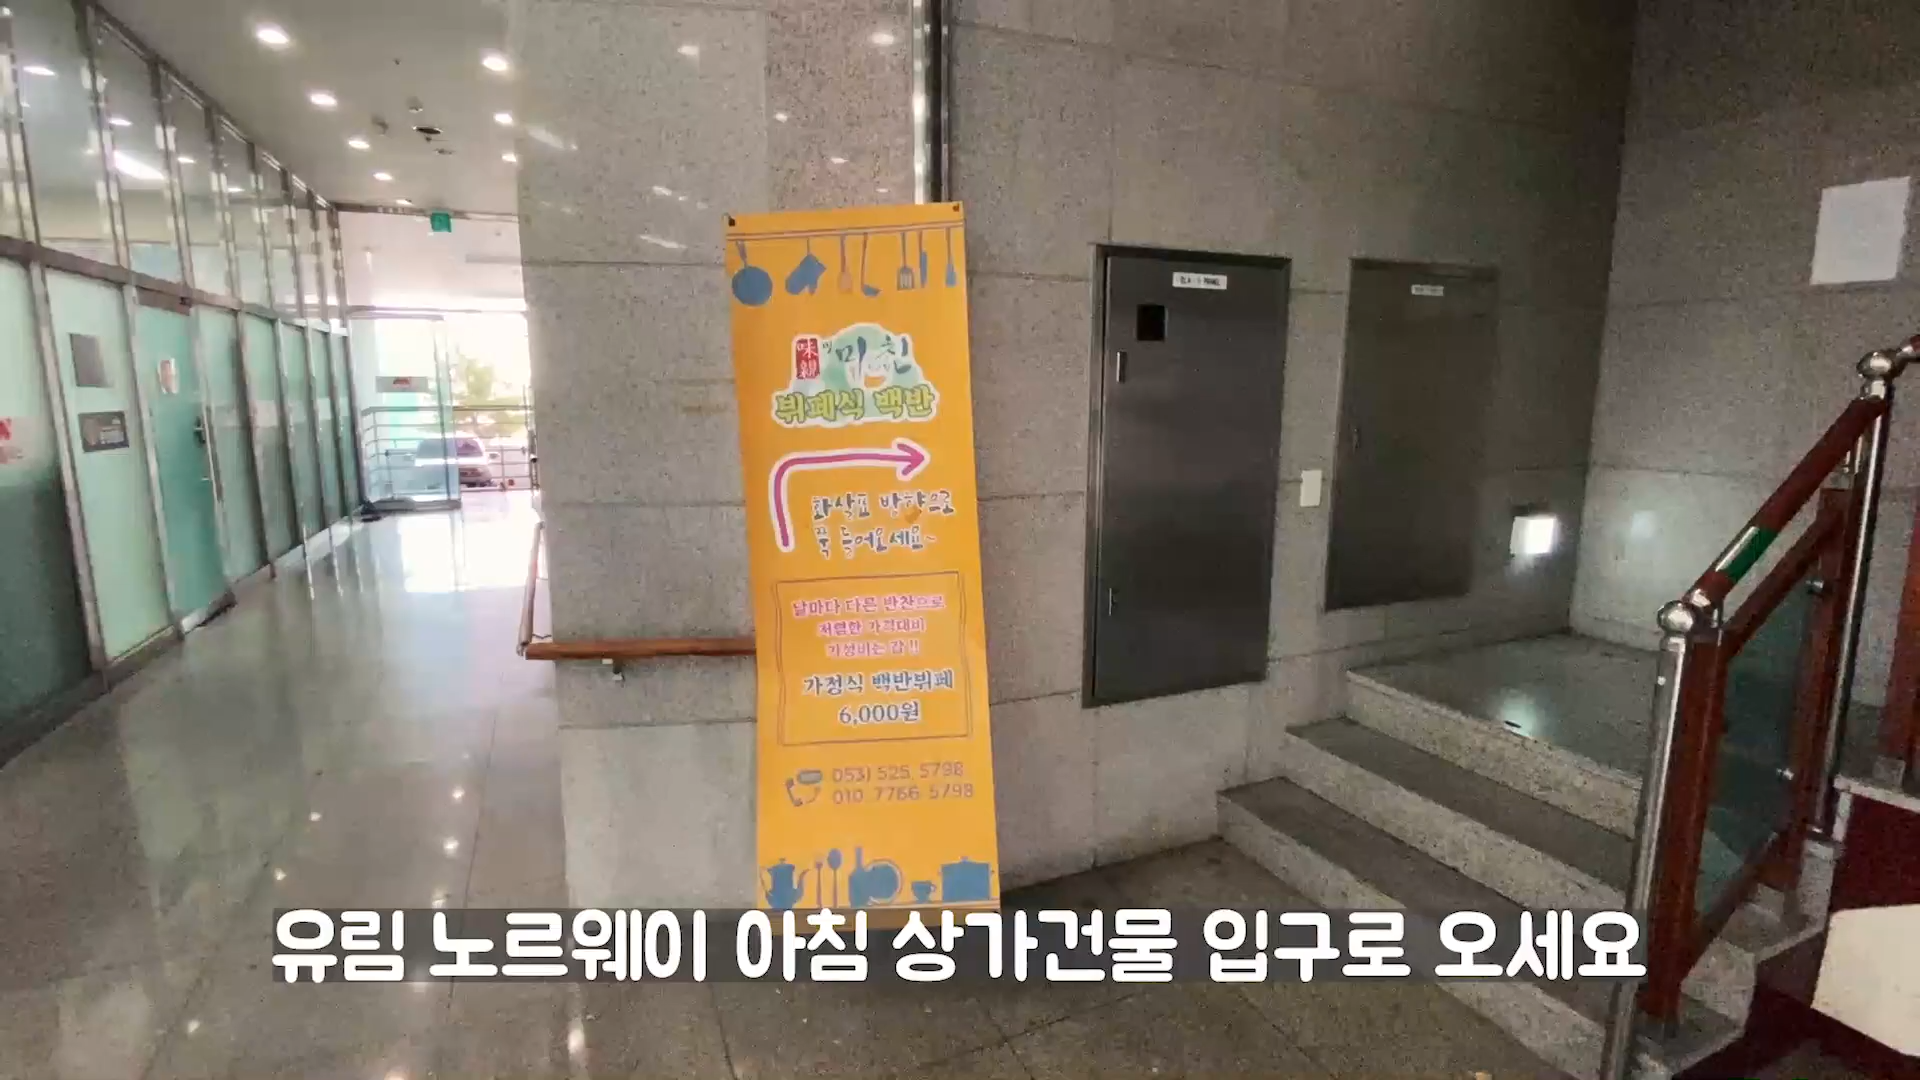 味親
미친
뷔페식 백반
화살표 방향으로
쭉 들어오세요~
날마다 다른 반찬으로
저렴한 가격대비
가성비는 갑!!
가정식 백반뷔페
6,000원
053) 525. 5798
010. 7766. 5798
유림 노르웨이 아침 상가건물 입구로 오세요